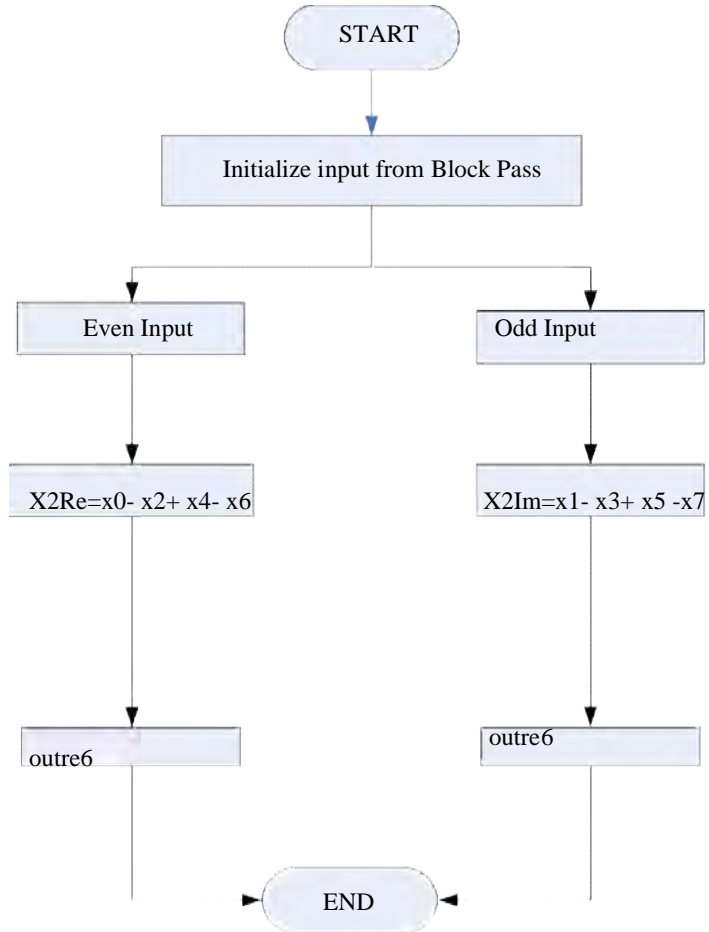 START
Initialize input from Block Pass
Even Input
Odd Input
X2Re=x0- x2+ x4- x6
X2Im=x1- x3+ x5 -x7
outre6
outre6
END